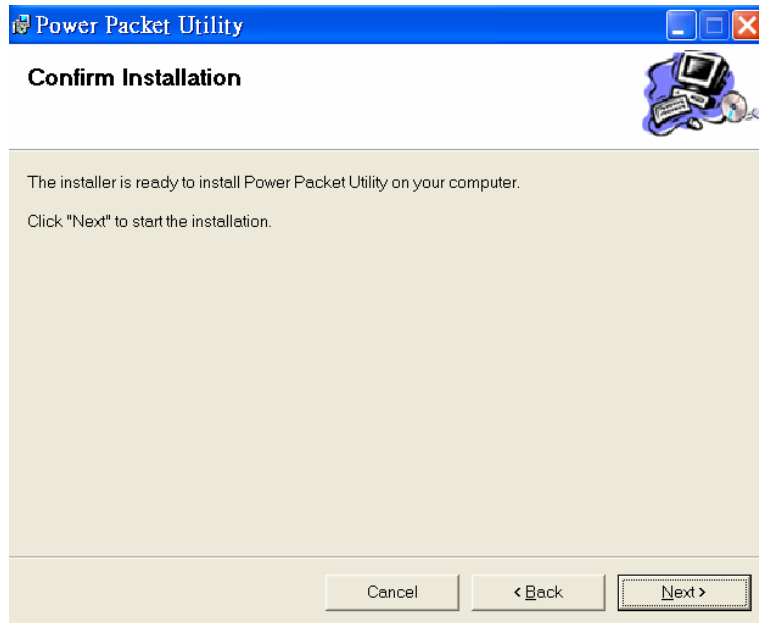 Power Packet Utility
Confirm Installation
The installer is ready to install Power Packet Utility on your computer.
Click "Next" to start the installation.
Cancel
< Back
Next >